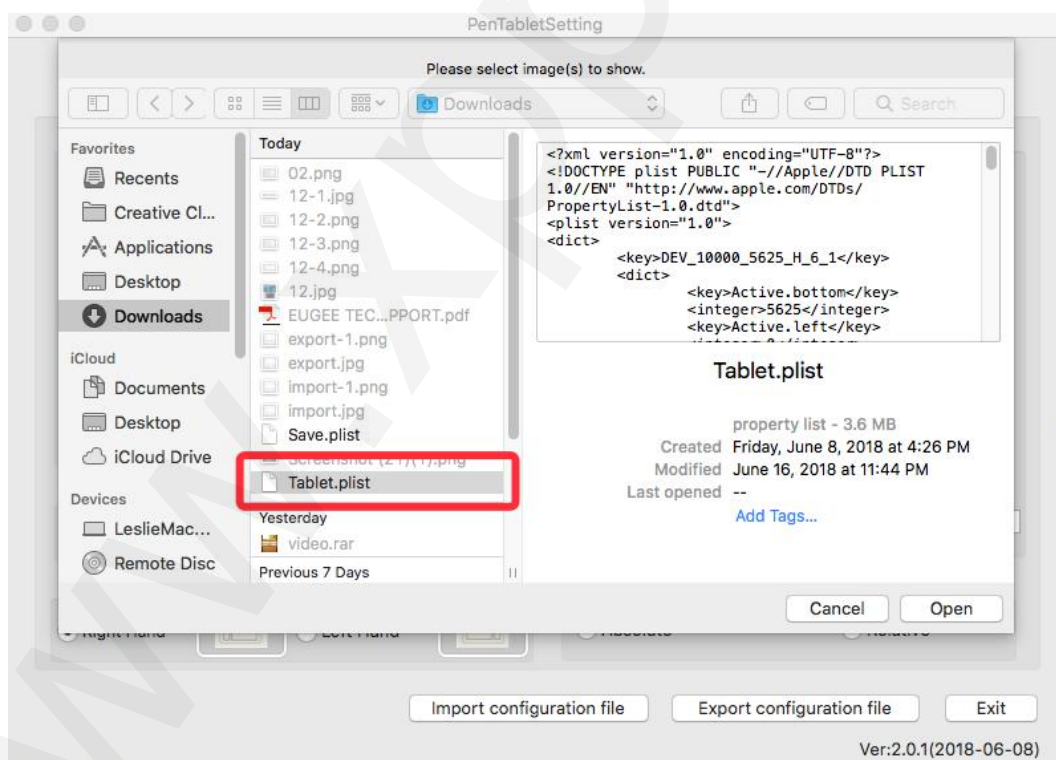 PenTabletSetting
Please select image(s) to show.
Downloads
Search
Favorites
Recents
Creative Cl...
Applications
Desktop
Downloads
iCloud
Documents
Desktop
iCloud Drive
Devices
LeslieMac...
Remote Disc
Today
02.png
12-1.jpg
12-2.png
12-3.png
12-4.png
12.jpg
EUGEE TEC...PPORT.pdf
export-1.png
export.jpg
import-1.png
import.jpg
Save.plist
Screenshot (21)(1).png
Tablet.plist
Yesterday
video.rar
Previous 7 Days
<?xml version="1.0" encoding="UTF-8"?>
<!DOCTYPE plist PUBLIC "-//Apple//DTD PLIST
1.0//EN" "http://www.apple.com/DTDs/
PropertyList-1.0.dtd">
<plist version="1.0">
<dict>
<key>DEV_10000_5625_H_6_1</key>
<dict>
<key>Active.bottom</key>
<integer>5625</integer>
<key>Active.left</key>
Tablet.plist
property list - 3.6 MB
Created Friday, June 8, 2018 at 4:26 PM
Modified June 16, 2018 at 11:44 PM
Last opened --
Add Tags...
Cancel
Open
Right Hand
Left Hand
Absolute
Relative
Import configuration file
Export configuration file
Exit
Ver:2.0.1(2018-06-08)